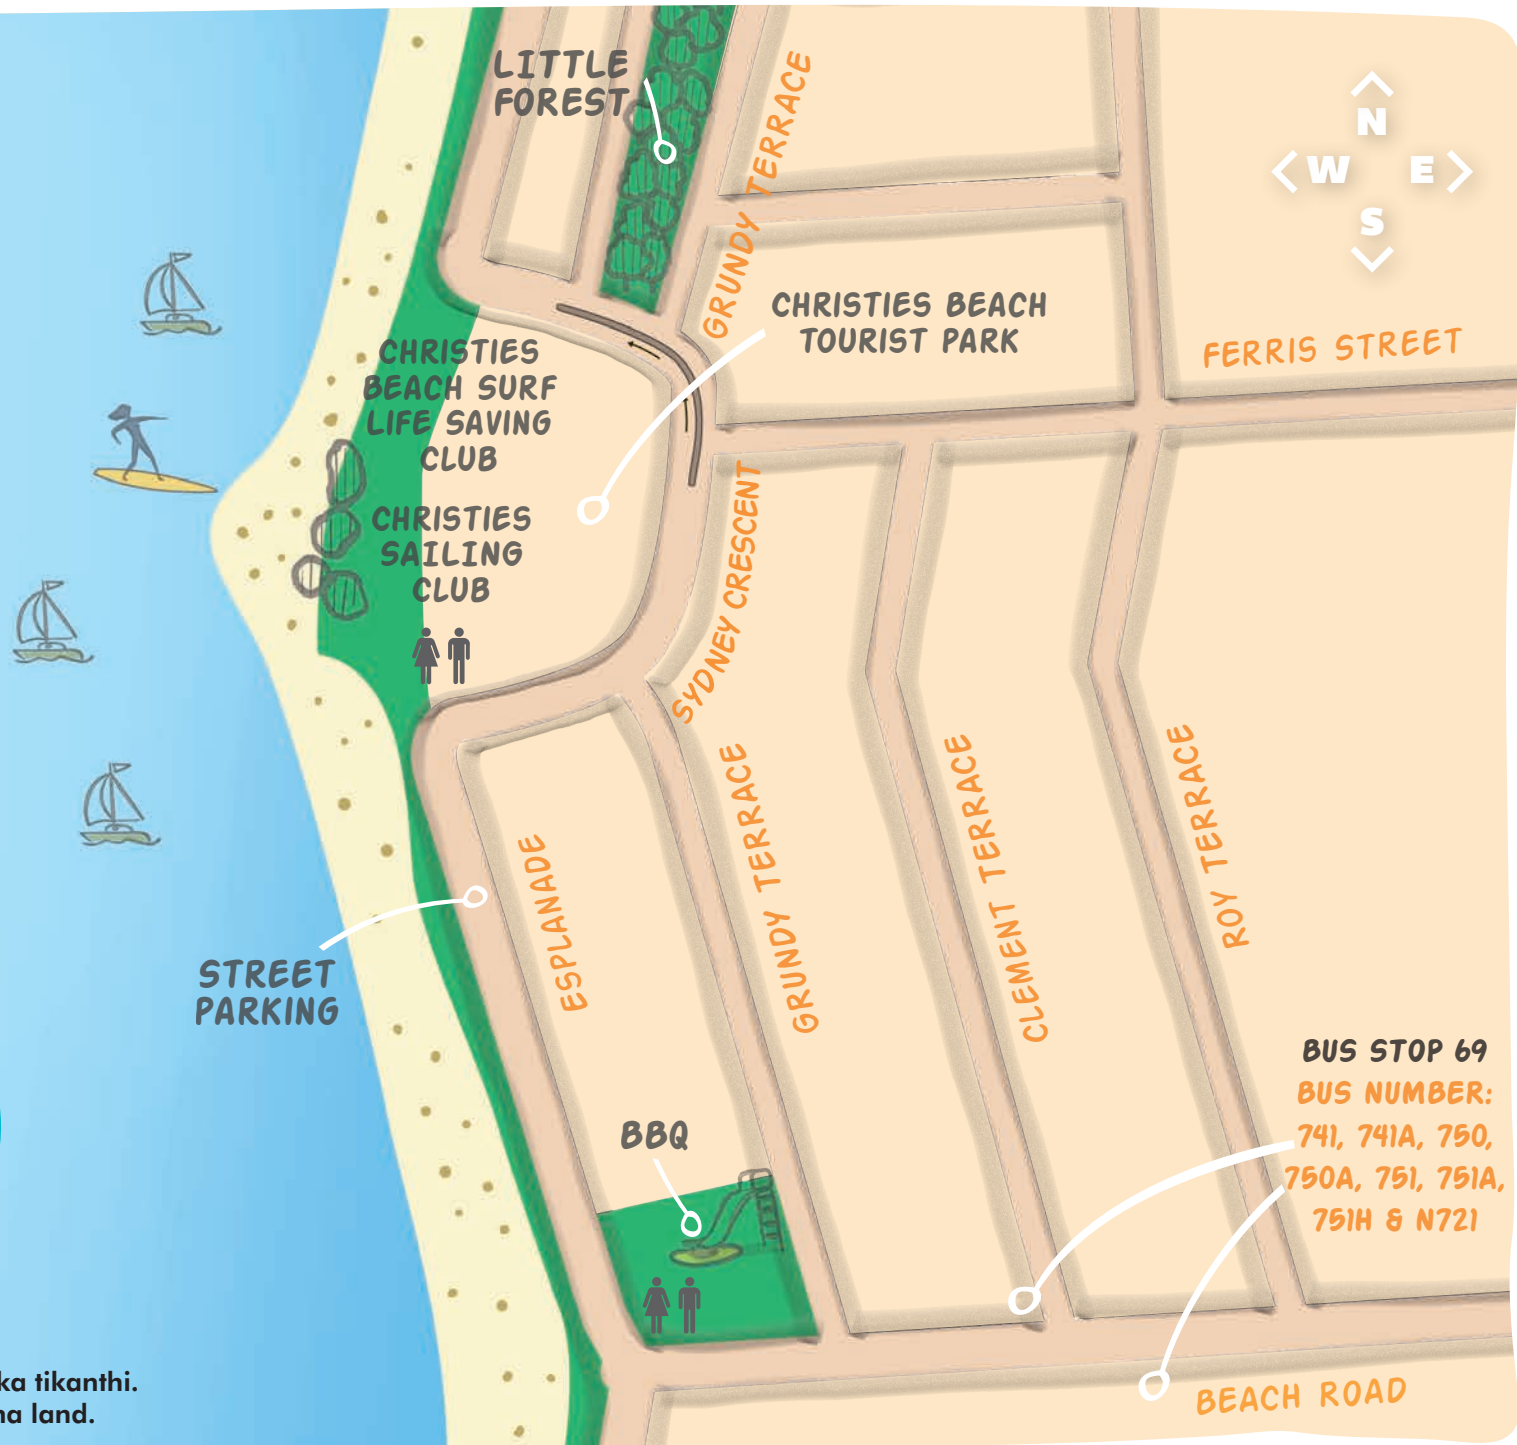 LITTLE
FOREST
GRUNDY TERRACE
N
W E
S
CHRISTIES BEACH
TOURIST PARK
FERRIS STREET
CHRISTIES
BEACH SURF
LIFE SAVING
CLUB
CHRISTIES
SAILING
CLUB
SYDNEY CRESCENT
ESPLANADE
GRUNDY TERRACE
CLEMENT TERRACE
ROY TERRACE
STREET
PARKING
BUS STOP 69
BUS NUMBER:
741, 741A, 750,
750A, 751, 751A,
751H & N721
BBQ
BEACH ROAD
ka tikanthi.
na land.